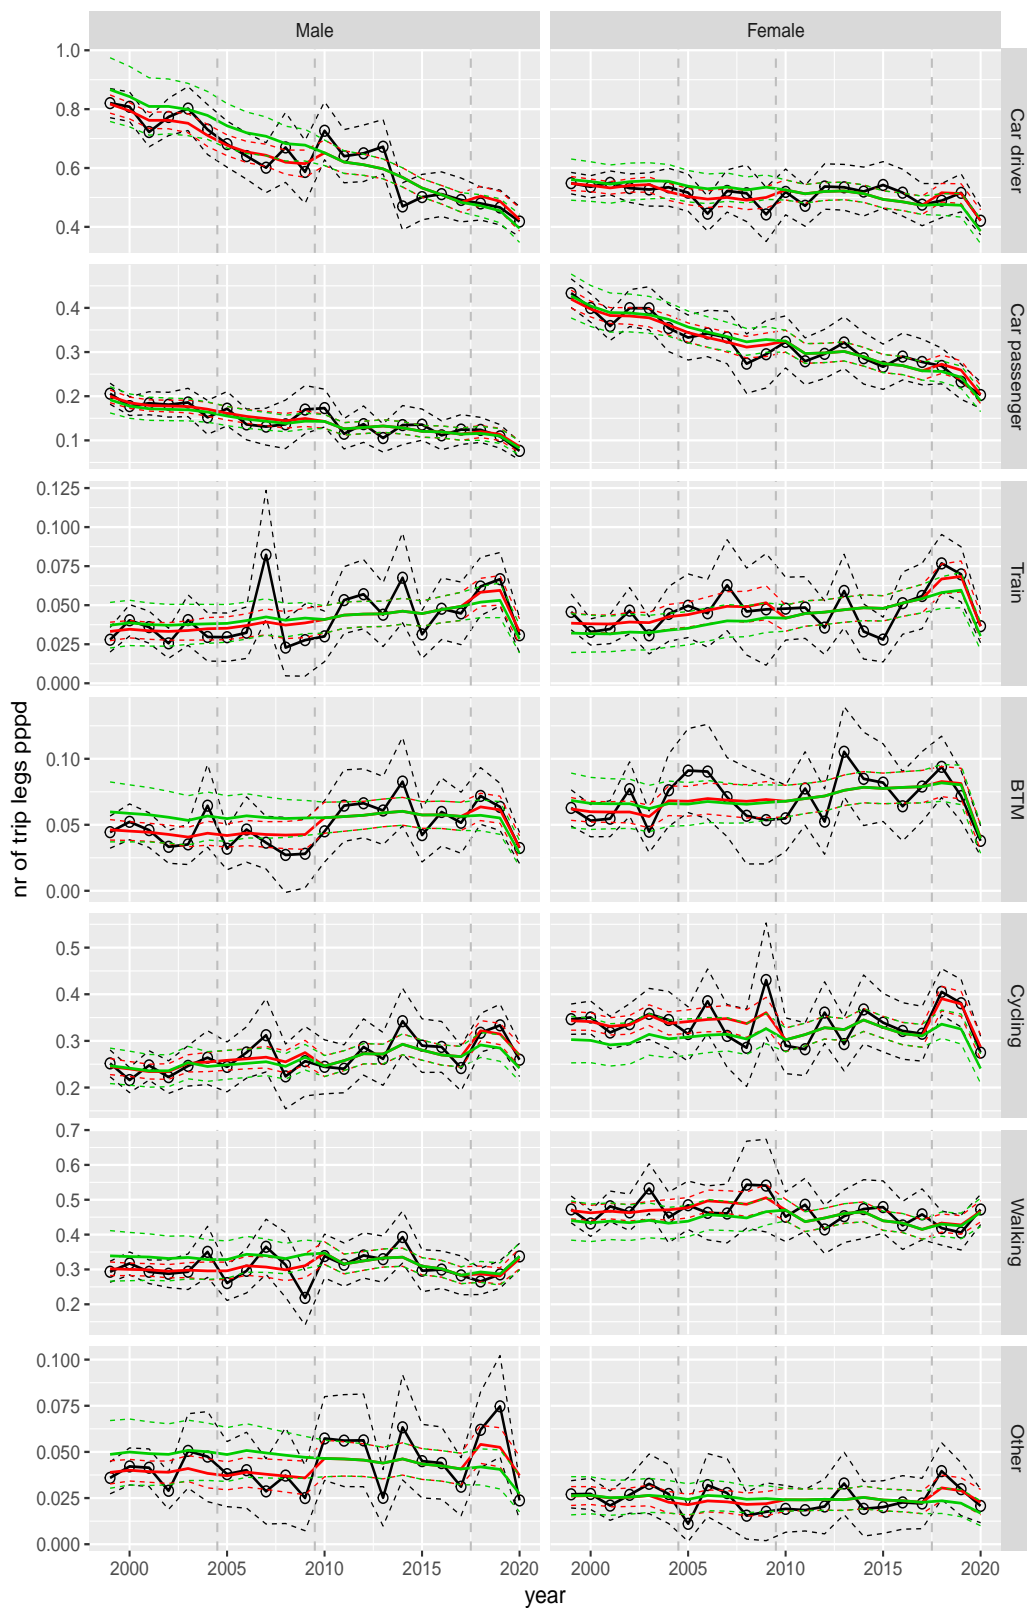 Male Female
1.0
0.8
0.6
0.4
Car driver
0.4
0.3
0.2
0.1
Car passenger
0.125
0.100
0.075
0.050
0.025
0.000
Train
nr of trip legs pppd
0.10
0.05
0.00
BTM
0.5
0.4
0.3
0.2
Cycling
0.7
0.6
0.5
0.4
0.3
0.2
Walking
0.100
0.075
0.050
0.025
0.000
Other
2000 2005 2010 2015 2020 2000 2005 2010 2015 2020
year